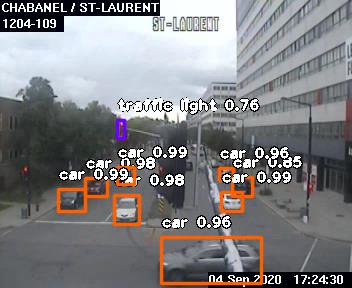 CHABANEL / ST-LAURENT
1204-109
ST-LAURENT
traffic light 0.76
car 0.99
car 0.96
car 0.98
car 0.85
car 0.99
car 0.98
car 0.99
car 0.96
04 Sep 2020 17:24:30